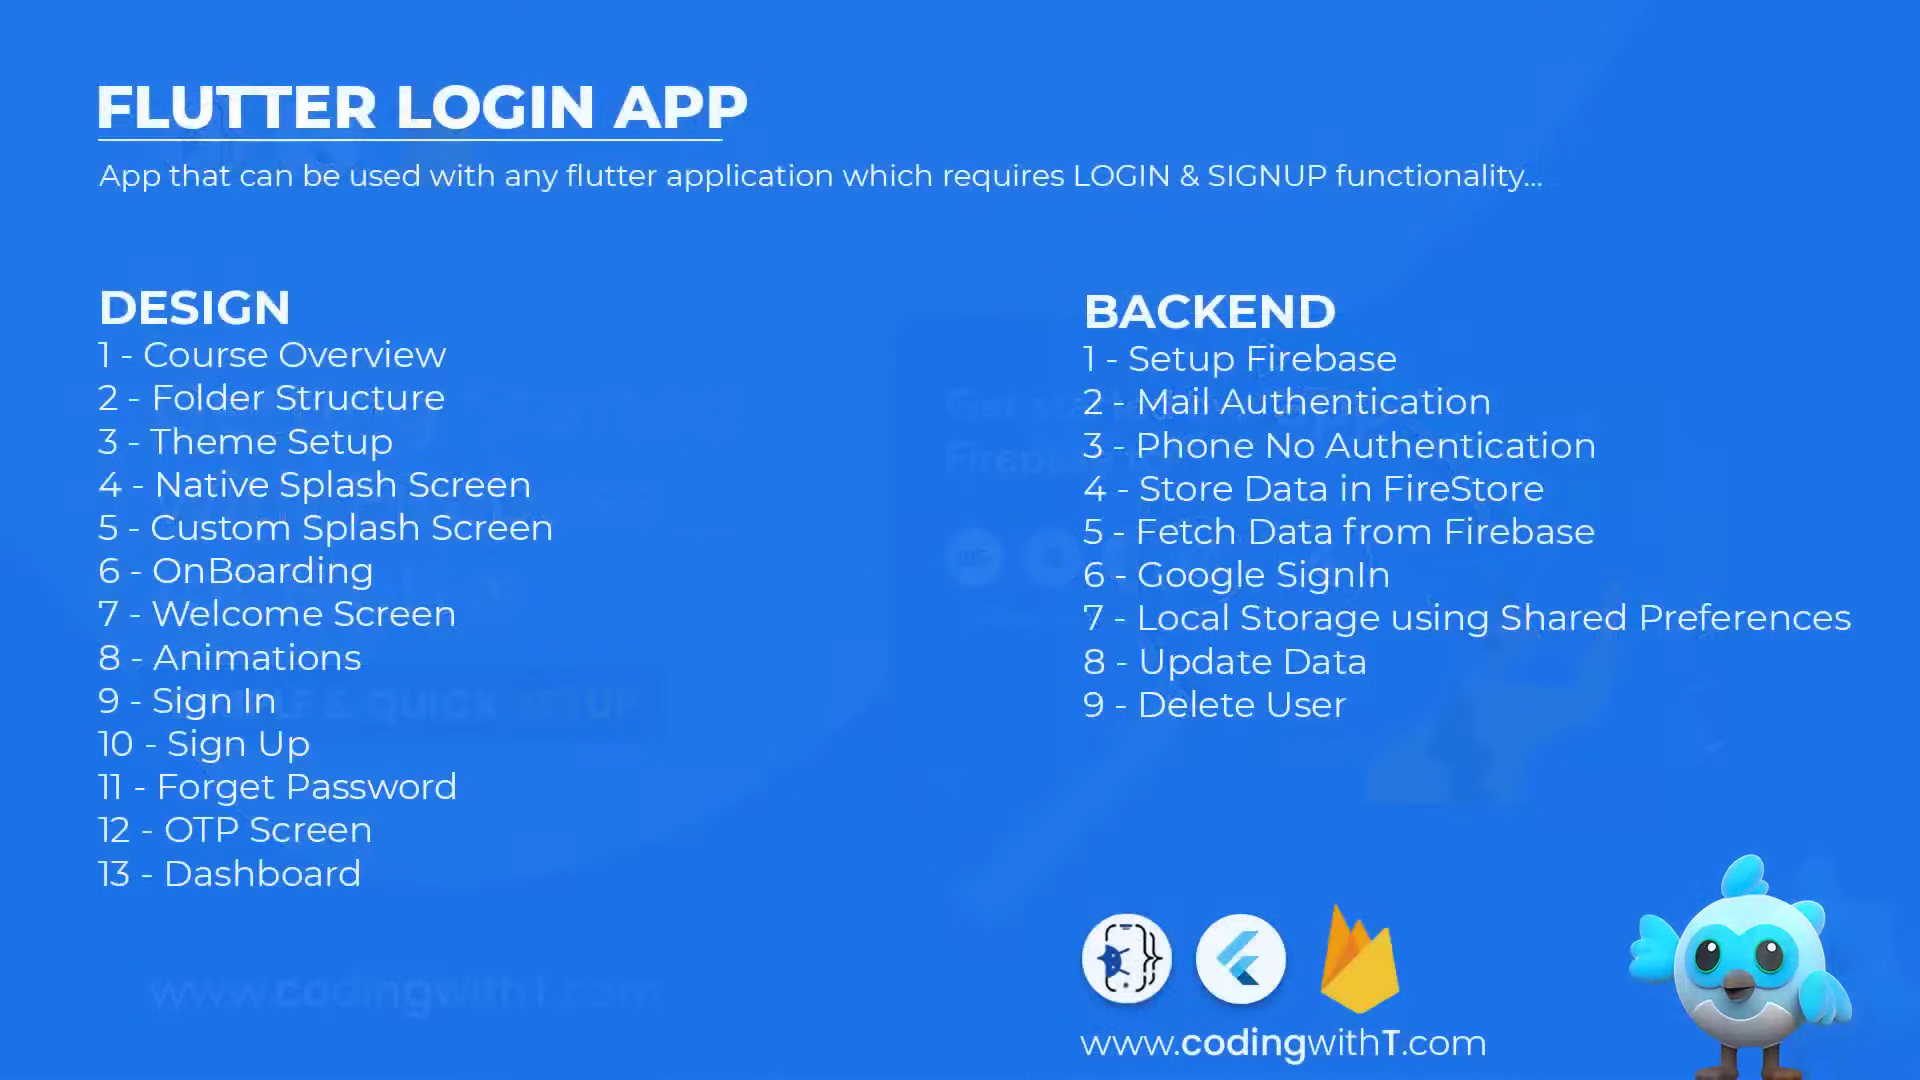 FLUTTER LOGIN APP
App that can be used with any flutter application which requires LOGIN & SIGNUP functionality...
DESIGN
1 - Course Overview
2 - Folder Structure
3 - Theme Setup
4 - Native Splash Screen
5 - Custom Splash Screen
6 - OnBoarding
7 - Welcome Screen
8 - Animations
9 - Sign In
10 - Sign Up
11 - Forget Password
12 - OTP Screen
13 - Dashboard
BACKEND
1 - Setup Firebase
2 - Mail Authentication
3 - Phone No Authentication
4 - Store Data in FireStore
5 - Fetch Data from Firebase
6 - Google SignIn
7 - Local Storage using Shared Preferences
8 - Update Data
9 - Delete User
www.codingwithT.com
www.codingwithT.com